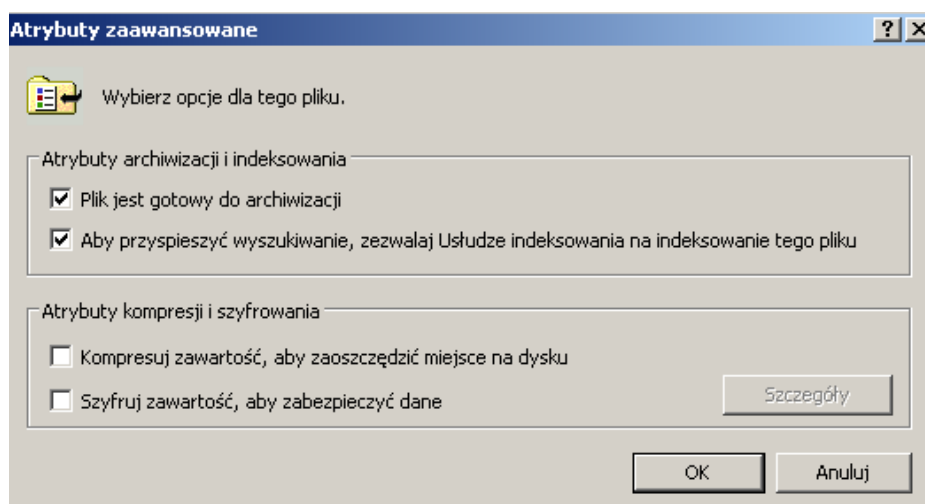 Atrybuty zaawansowane
Wybierz opcje dla tego pliku.
Atrybuty archiwizacji i indeksowania
Plik jest gotowy do archiwizacji
Aby przyspieszyć wyszukiwanie, zezwalaj Usłudze indeksowania na indeksowanie tego pliku
Atrybuty kompresji i szyfrowania
Kompresuj zawartość, aby zaoszczędzić miejsce na dysku
Szyfruj zawartość, aby zabezpieczyć dane
Szczegóły
OK Anuluj